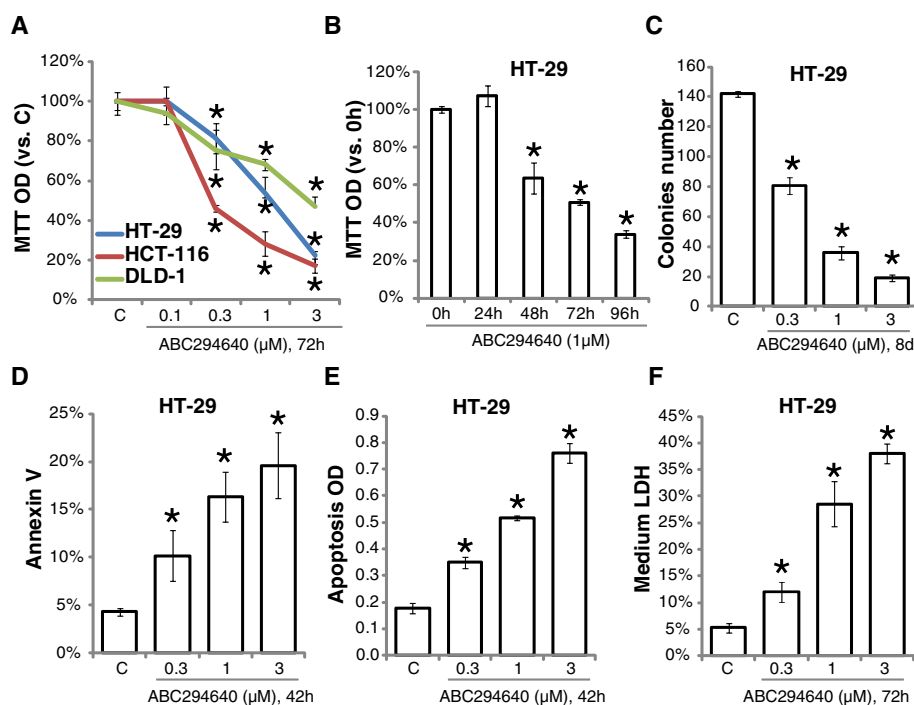 A
120%
100%
80%
60%
40%
20%
0%
MTT OD (vs. C)
HT-29
HCT-116
DLD-1
* * * * * * * * *
C 0.1 0.3 1 3
ABC294640 (µM), 72h
B
HT-29
120%
100%
80%
60%
40%
20%
0%
MTT OD (vs. 0h)
* * *
0h 24h 48h 72h 96h
ABC294640 (1µM)
C
HT-29
160
140
120
100
80
60
40
20
0
Colonies number
* * *
C 0.3 1 3
ABC294640 (µM), 8d
D
HT-29
25%
20%
15%
10%
5%
0%
Annexin V
* * *
C 0.3 1 3
ABC294640 (µM), 42h
E
HT-29
0.9
0.8
0.7
0.6
0.5
0.4
0.3
0.2
0.1
0.0
Apoptosis OD
* * *
C 0.3 1 3
ABC294640 (µM), 42h
F
HT-29
45%
40%
35%
30%
25%
20%
15%
10%
5%
0%
Medium LDH
* * *
C 0.3 1 3
ABC294640 (µM), 72h